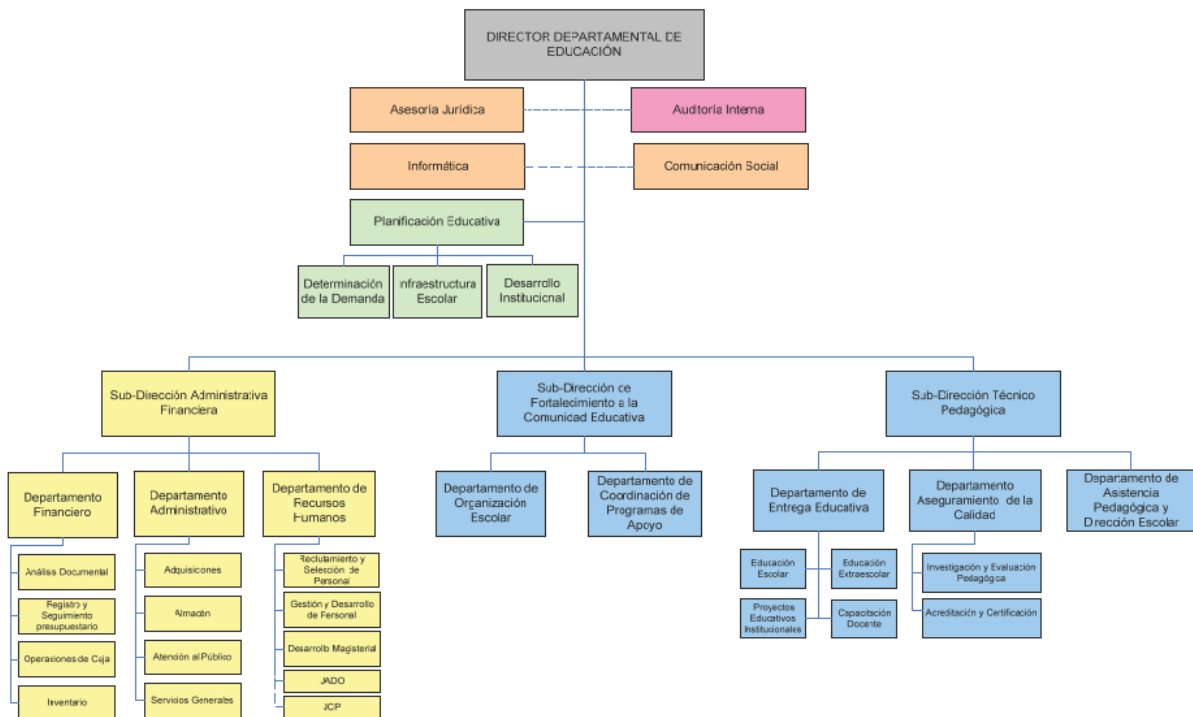 DIRECTOR DEPARTAMENTAL DE
EDUCACIÓN
Asesoría Jurídica
Auditoría Interna
Informática
Comunicación Social
Planificación Educativa
Determinación
de la Demanda
nfraestructura
Escolar
Desarrollo
Institucional
Sub-Dirección Administrativa
Financiera
Sub-Dirección de
Fortalecimiento a la
Comunidad Educativa
Sub-Dirección Técnico
Pedagógica
Departamento
Financiero
Departamento
Administrativo
Departamento de
Recursos
Humanos
Departamento de
Organización
Escolar
Departamento de
Coordinación de
Programas de
Apoyo
Departamento de
Entrega Educativa
Departamento
Aseguramiento de la
Calidad
Departamento de
Asistencia
Pedagógica y
Dirección Escolar
Análisis Documental
Registro y
Seguimiento
presupuestario
Operaciones de Caja
Inventario
Adquisicones
Almacén
Atención al Público
Servicios Generales
Reclutamiento y
Selección de
Personal
Gestión y Desarrollo
de Personal
Desarrollo Magisterial
JADO
JCP
Educación
Escolar
Educación
Extraescolar
Proyectos
Educativos
Institucionales
Capacitación
Docente
Investigación y Evaluación
Pedagógica
Acreditación y Certificación